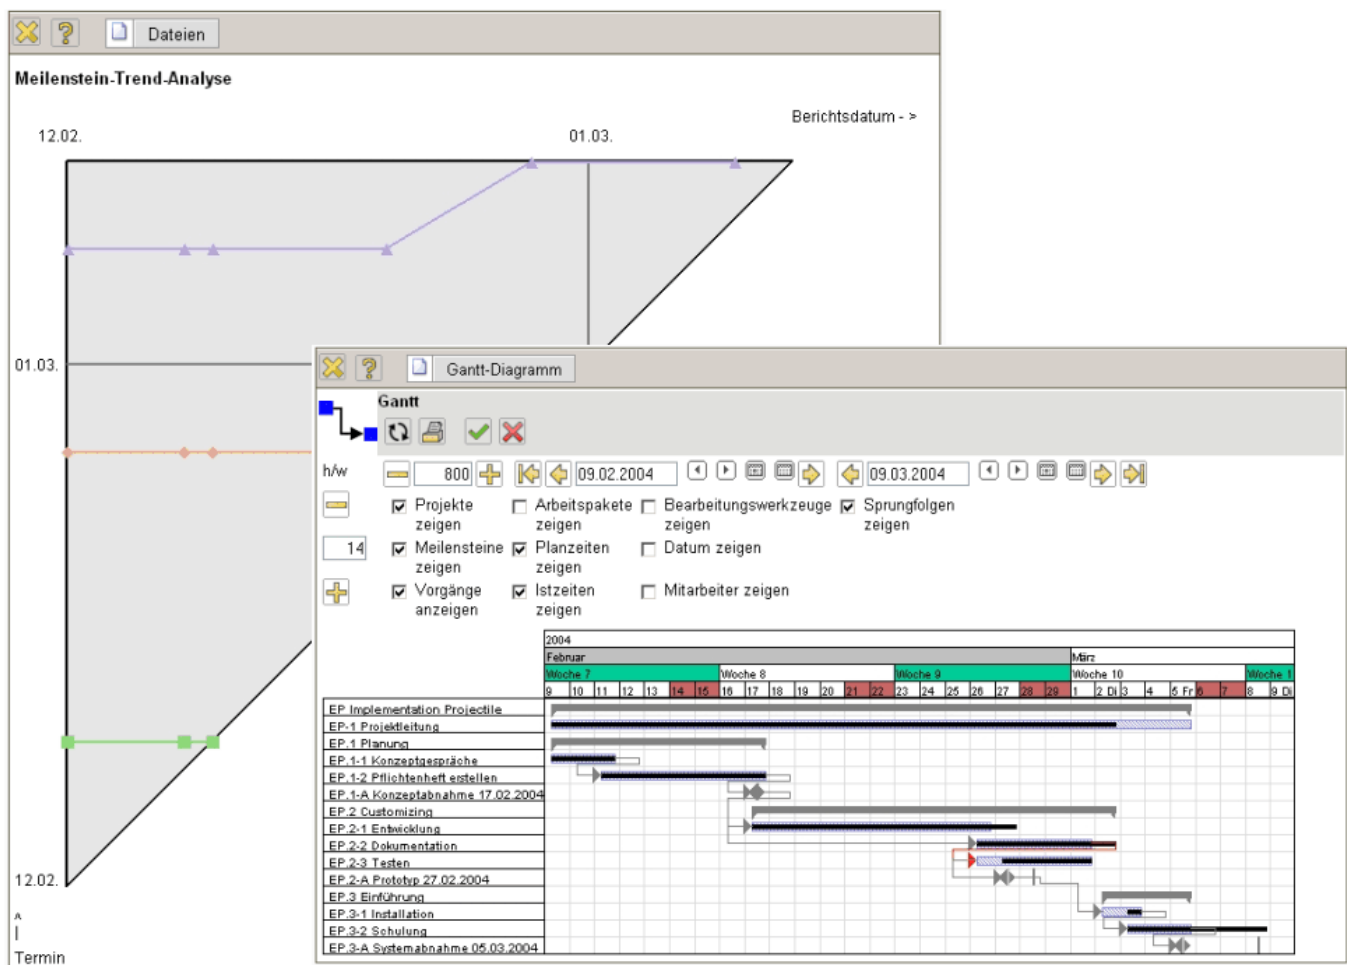 Dateien
Meilenstein-Trend-Analyse
Berichtsdatum - >
12.02.
01.03.
01.03.
12.02.
^
|
Termin
Gantt-Diagramm
Gantt
h/w
800
09.02.2004
09.03.2004
14
Projekte zeigen
Arbeitspakete zeigen
Bearbeitungswerkzeuge zeigen
Sprungfolgen zeigen
Meilensteine zeigen
Planzeiten zeigen
Datum zeigen
Vorgänge anzeigen
Istzeiten zeigen
Mitarbeiter zeigen
2004
Februar März
Woche 7 Woche 8 Woche 9 Woche 10 Woche 1
9 10 11 12 13 14 15 16 17 18 19 20 21 22 23 24 25 26 27 28 29 1 2 Di 3 4 5 Fr 6 7 8 9 Di
EP Implementation Projectile
EP-1 Projektleitung
EP.1 Planung
EP.1-1 Konzeptgespräche
EP.1-2 Pflichtenheft erstellen
EP.1-A Konzeptabnahme 17.02.2004
EP.2 Customizing
EP.2-1 Entwicklung
EP.2-2 Dokumentation
EP.2-3 Testen
EP.2-A Prototyp 27.02.2004
EP.3 Einführung
EP.3-1 Installation
EP.3-2 Schulung
EP.3-A Systemabnahme 05.03.2004